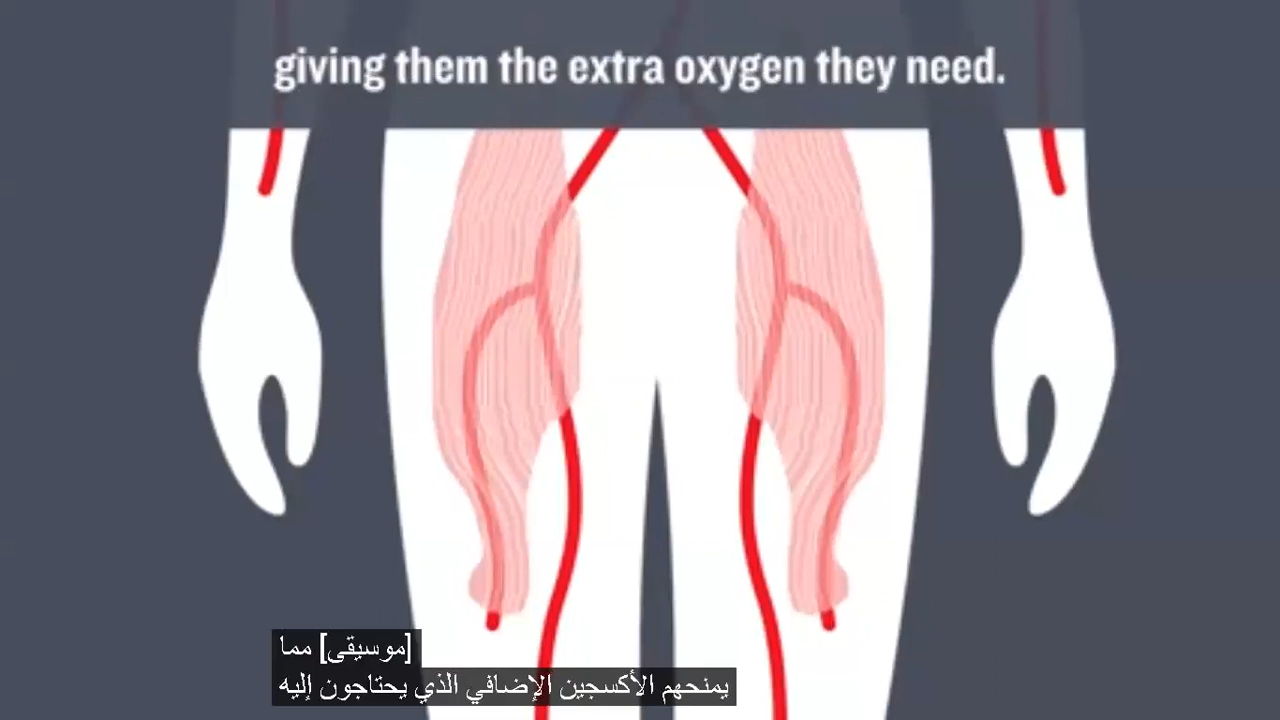 giving them the extra oxygen they need.
[موسيقى] مما
يمنحهم الأكسجين الإضافي الذي يحتاجون إليه